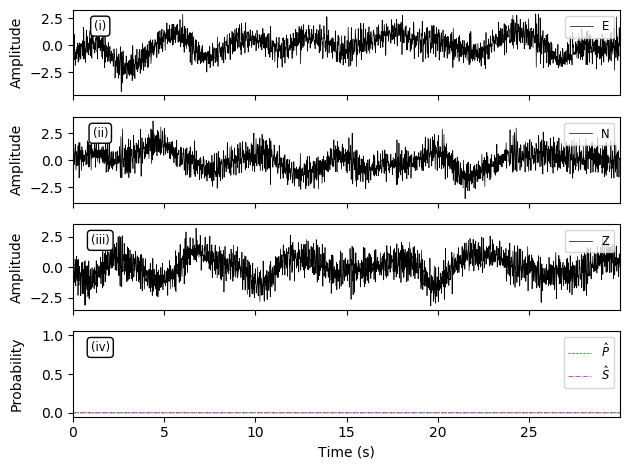 (i)
E
Amplitude
2.5
0.0
−2.5
(ii)
N
Amplitude
2.5
0.0
−2.5
(iii)
Z
Amplitude
2.5
0.0
−2.5
(iv)
P̂
Ŝ
Probability
1.0
0.5
0.0
0 5 10 15 20 25
Time (s)